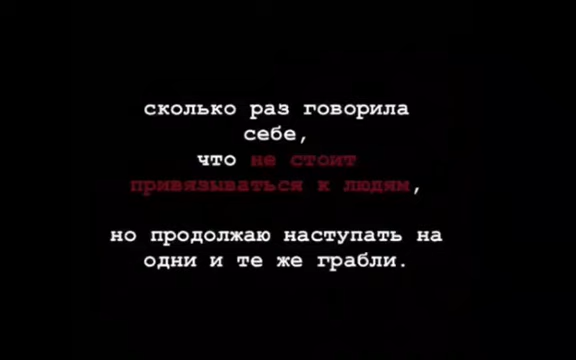 сколько раз говорила
себе,
что не стоит
привязываться к людям,
но продолжаю наступать на
одни и те же грабли.